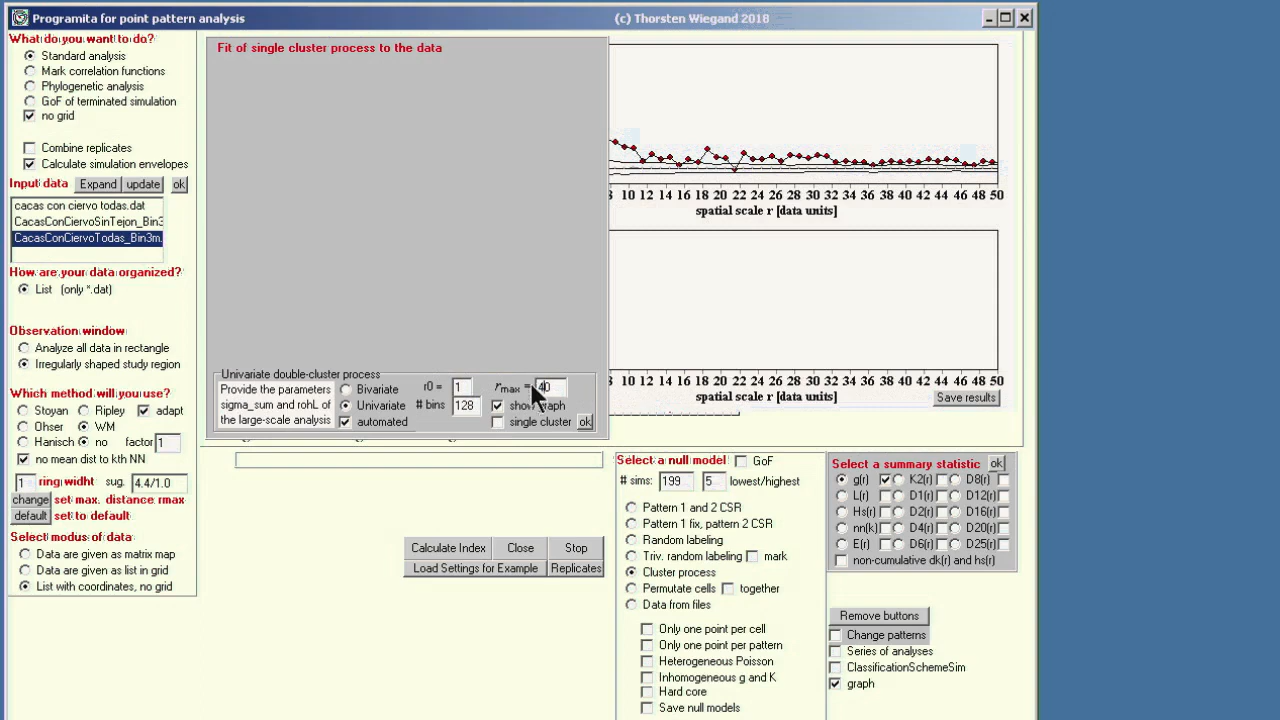 Programita for point pattern analysis (c) Thorsten Wiegand 2018
What do you want to do?
Standard analysis
Mark correlation functions
Phylogenetic analysis
GoF of terminated simulation
no grid
Combine replicates
Calculate simulation envelopes
Input data Expand update ok
cacas con ciervo todas.dat
CacasConCiervoSinTejon_Bin3
CacasConCiervoTodas_Bin3m.
How are your data organized?
List (only *.dat)
Observation window
Analyze all data in rectangle
Irregularly shaped study region
Which method will you use?
Stoyan Ripley adapt
Ohser WM
Hanisch no factor 1
no mean dist to kth NN
1 ring widht sug. 4.4/1.0
change set max. distance: rmax
default set to default
Select modus of data
Data are given as matrix map
Data are given as list in grid
List with coordinates, no grid
Fit of single cluster process to the data
Univariate double-cluster process
Provide the parameters
sigma_sum and rohL of
the large-scale analysis
Bivariate r0 = 1 rmax = 40
Univariate # bins 128 show graph
automated single cluster ok
8 10 12 14 16 18 20 22 24 26 28 30 32 34 36 38 40 42 44 46 48 50
spatial scale r [data units]
8 10 12 14 16 18 20 22 24 26 28 30 32 34 36 38 40 42 44 46 48 50
spatial scale r [data units]
Save results
Calculate Index Close Stop
Load Settings for Example Replicates
Select a null model GoF
# sims: 199 5 lowest/highest
Pattern 1 and 2 CSR
Pattern 1 fix, pattern 2 CSR
Random labeling
Triv. random labeling mark
Cluster process
Permutate cells together
Data from files
Only one point per cell
Only one point per pattern
Heterogeneous Poisson
Inhomogeneous g and K
Hard core
Save null models
Select a summary statistic ok
g(r) K2(r) D8(r)
L(r) D1(r) D12(r)
Hs(r) D2(r) D16(r)
nn(k) D4(r) D20(r)
E(r) D6(r) D25(r)
non-cumulative dk(r) and hs(r)
Remove buttons
Change patterns
Series of analyses
ClassificationSchemeSim
graph